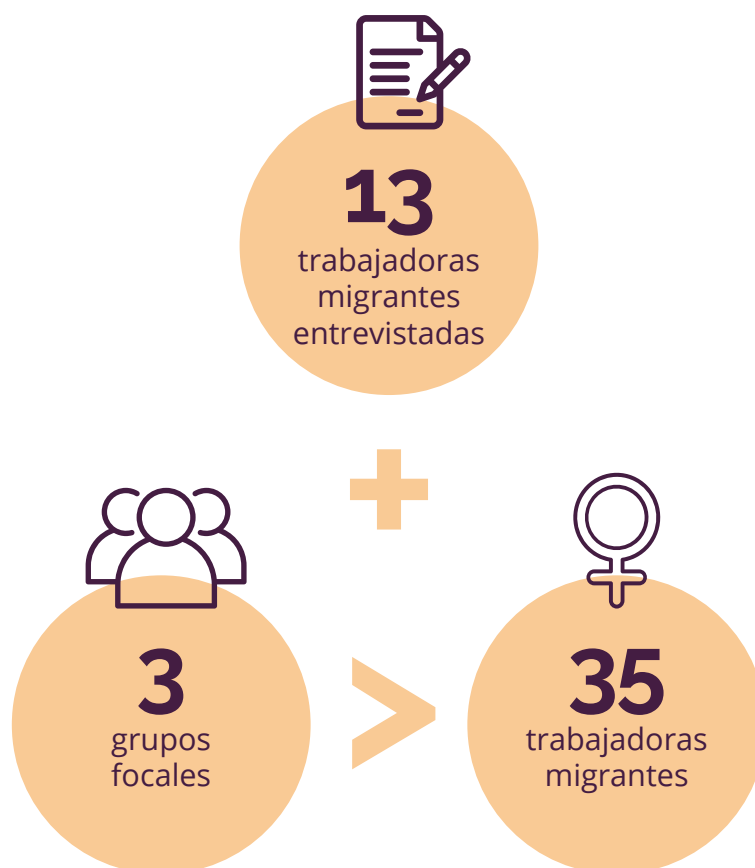 13
trabajadoras
migrantes
entrevistadas
+
3
grupos
focales
>
35
trabajadoras
migrantes